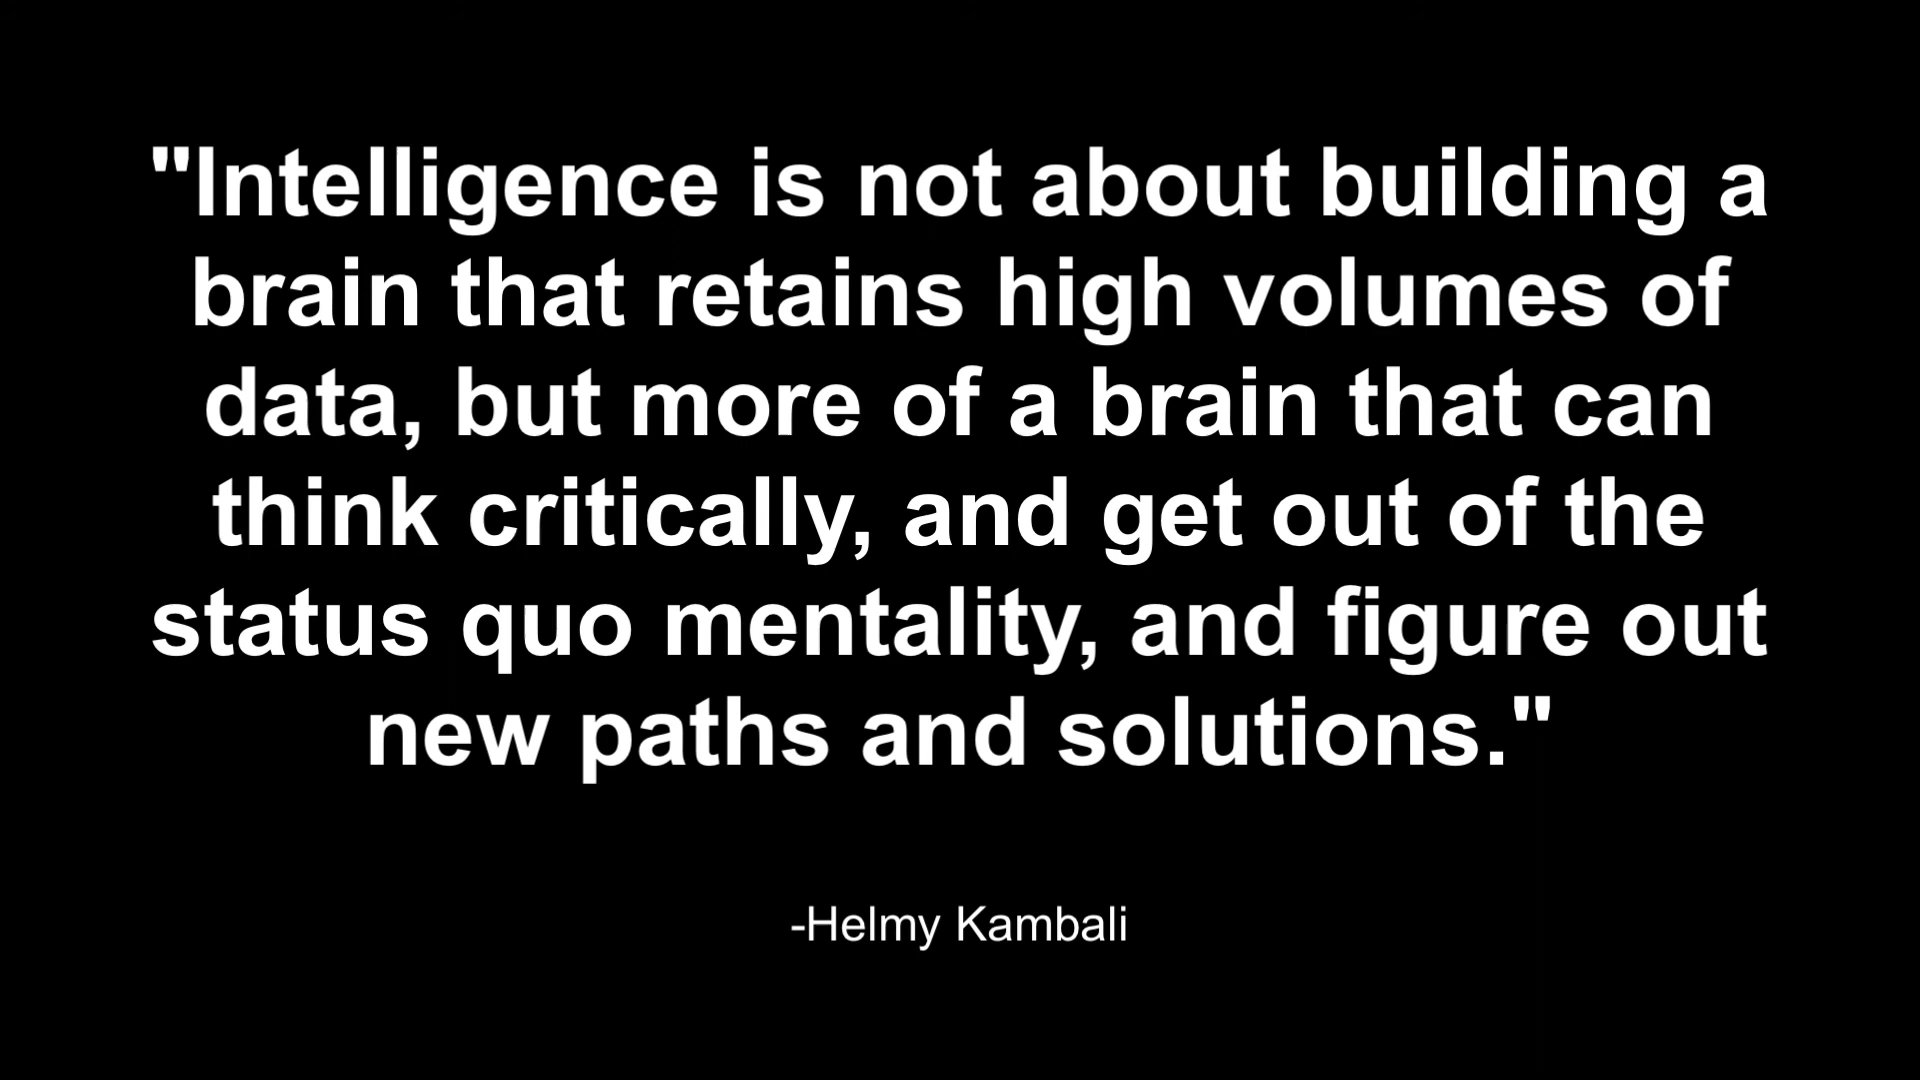 "Intelligence is not about building a
brain that retains high volumes of
data, but more of a brain that can
think critically, and get out of the
status quo mentality, and figure out
new paths and solutions."
-Helmy Kambali